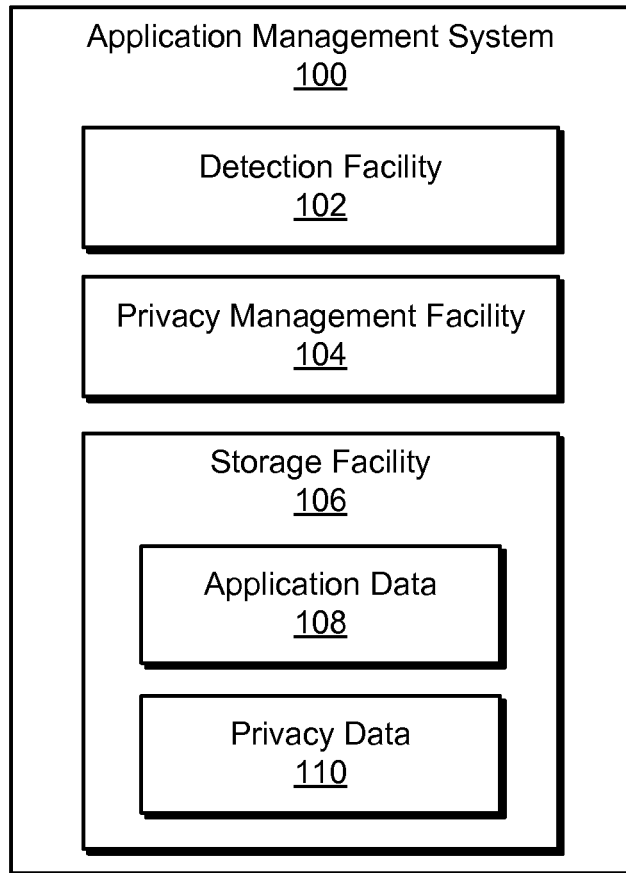 Application Management System
100
Detection Facility
102
Privacy Management Facility
104
Storage Facility
106
Application Data
108
Privacy Data
110